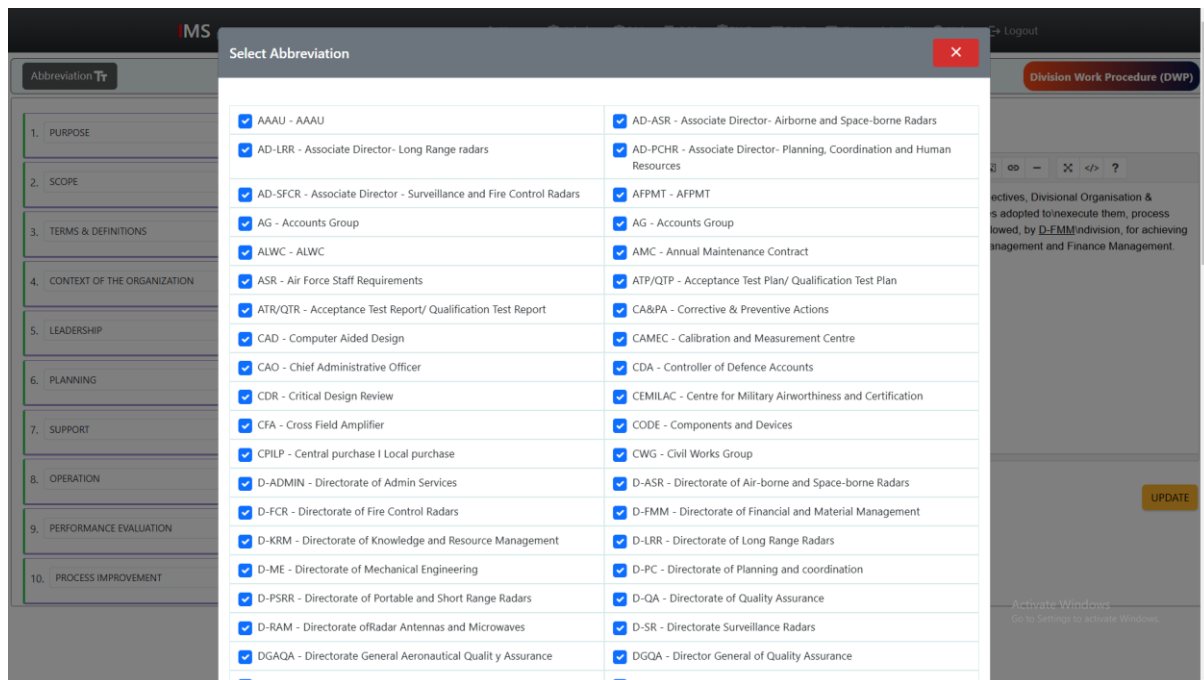 iMS
Logout
Select Abbreviation
Abbreviation
Division Work Procedure (DWP)
1. PURPOSE
2. SCOPE
3. TERMS & DEFINITIONS
4. CONTEXT OF THE ORGANIZATION
5. LEADERSHIP
6. PLANNING
7. SUPPORT
8. OPERATION
9. PERFORMANCE EVALUATION
10. PROCESS IMPROVEMENT
AAAU - AAAU
AD-ASR - Associate Director- Airborne and Space-borne Radars
AD-LRR - Associate Director- Long Range radars
AD-PCHR - Associate Director- Planning, Coordination and Human
Resources
AD-SFCR - Associate Director - Surveillance and Fire Control Radars
AFPMT - AFPMT
AG - Accounts Group
AG - Accounts Group
ALWC - ALWC
AMC - Annual Maintenance Contract
ASR - Air Force Staff Requirements
ATP/QTP - Acceptance Test Plan/ Qualification Test Plan
ATR/QTR - Acceptance Test Report/ Qualification Test Report
CA&PA - Corrective & Preventive Actions
CAD - Computer Aided Design
CAMEC - Calibration and Measurement Centre
CAO - Chief Administrative Officer
CDA - Controller of Defence Accounts
CDR - Critical Design Review
CEMILAC - Centre for Military Airworthiness and Certification
CFA - Cross Field Amplifier
CODE - Components and Devices
CPILP - Central purchase I Local purchase
CWG - Civil Works Group
D-ADMIN - Directorate of Admin Services
D-ASR - Directorate of Air-borne and Space-borne Radars
D-FCR - Directorate of Fire Control Radars
D-FMM - Directorate of Financial and Material Management
D-KRM - Directorate of Knowledge and Resource Management
D-LRR - Directorate of Long Range Radars
D-ME - Directorate of Mechanical Engineering
D-PC - Directorate of Planning and coordination
D-PSRR - Directorate of Portable and Short Range Radars
D-QA - Directorate of Quality Assurance
D-RAM - Directorate ofRadar Antennas and Microwaves
D-SR - Directorate Surveillance Radars
DGAQA - Directorate General Aeronautical Qualit y Assurance
DGQA - Director General of Quality Assurance
ectives, Divisional Organisation &
s adopted to\nexecute them, process
lowed, by D-FMM\ndivision, for achieving
anagement and Finance Management.
UPDATE
Activate Windows
Go to Settings to activate Windows.